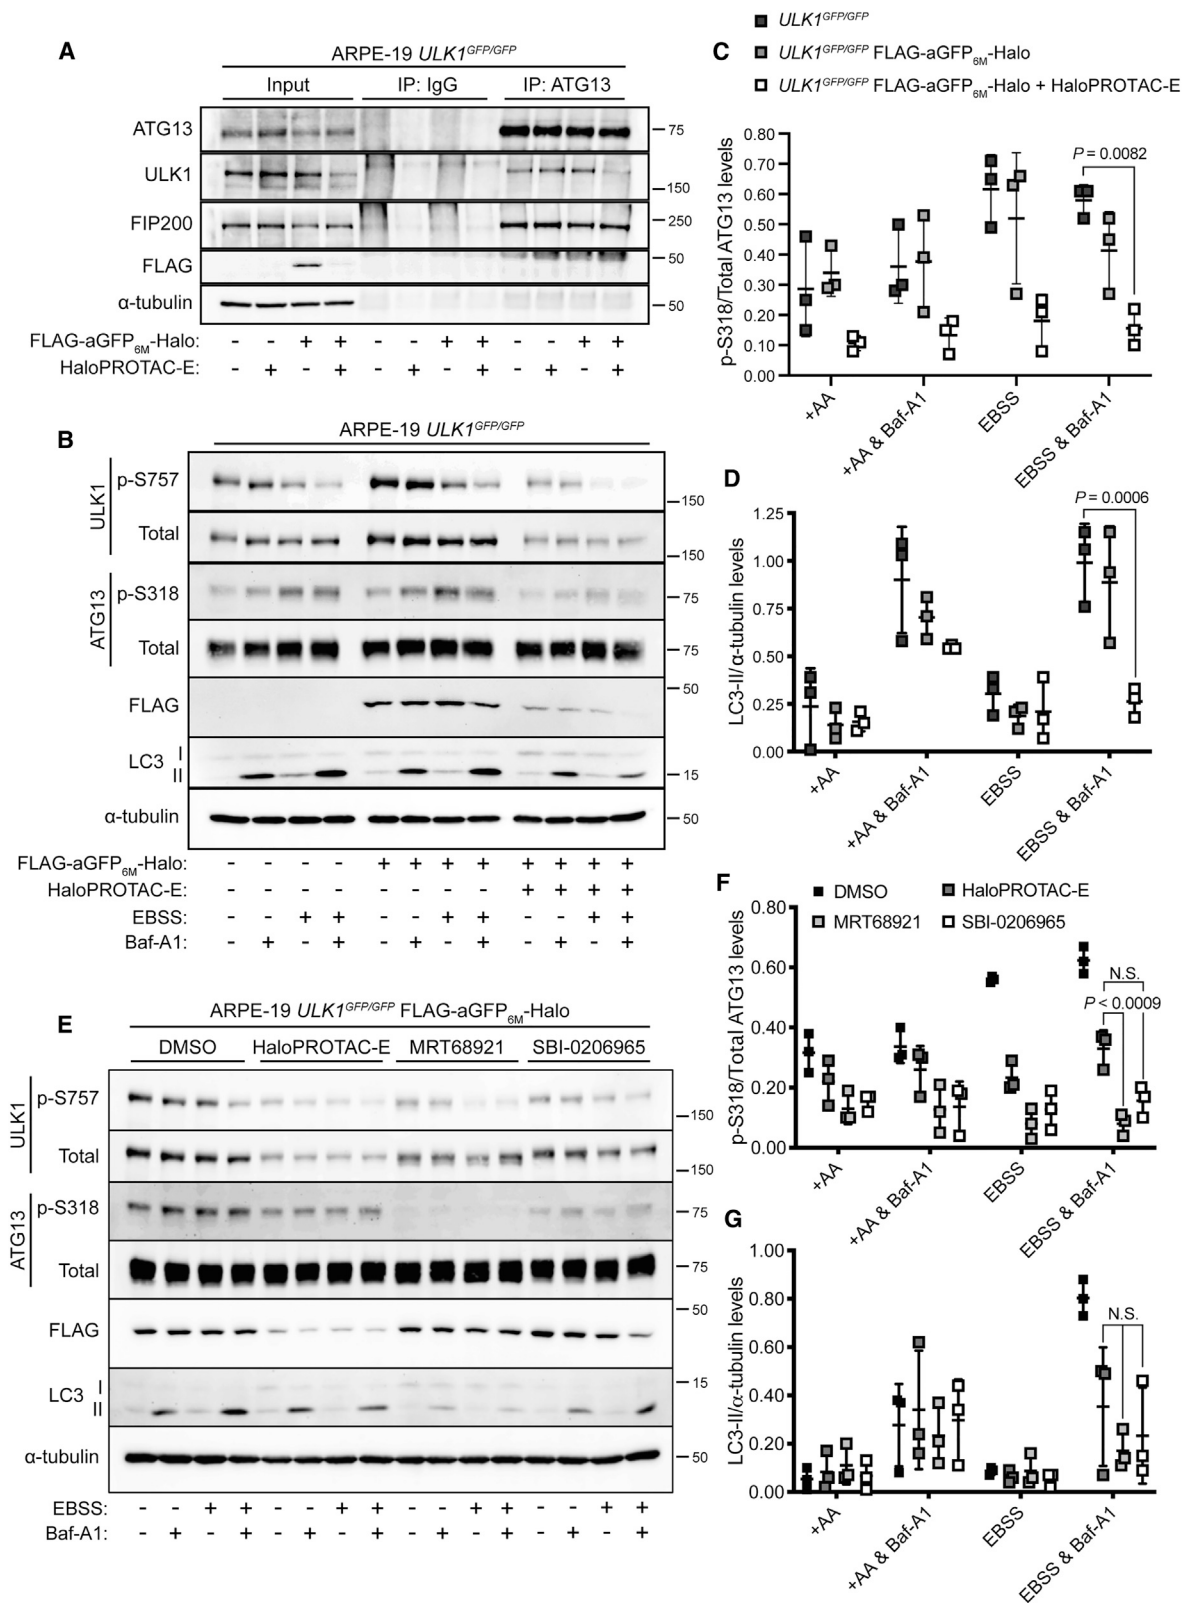 A
ARPE-19 ULK1GFP/GFP
Input IP: IgG IP: ATG13
ATG13 75
ULK1 150
FIP200 250
FLAG 50
α-tubulin 50
FLAG-aGFP6M-Halo: - - + + - - + + - - + +
HaloPROTAC-E: - + - + - + - + - + - +
B
ARPE-19 ULK1GFP/GFP
ULK1
p-S757 150
Total 150
ATG13
p-S318 75
Total 75
FLAG 50
LC3 I
II 15
α-tubulin 50
FLAG-aGFP6M-Halo: - - - - + + + + + + + +
HaloPROTAC-E: - - - - - - - - + + + +
EBSS: - - + + - - + + - - + +
Baf-A1: - + - + - + - + - + - +
C
ULK1GFP/GFP
ULK1GFP/GFP FLAG-aGFP6M-Halo
ULK1GFP/GFP FLAG-aGFP6M-Halo + HaloPROTAC-E
p-S318/Total ATG13 levels
0.80
0.70
0.60
0.50
0.40
0.30
0.20
0.10
0.00
P = 0.0082
+AA
+AA & Baf-A1
EBSS
EBSS & Baf-A1
D
LC3-II/α-tubulin levels
1.25
1.00
0.75
0.50
0.25
0.00
P = 0.0006
+AA
+AA & Baf-A1
EBSS
EBSS & Baf-A1
E
ARPE-19 ULK1GFP/GFP FLAG-aGFP6M-Halo
DMSO HaloPROTAC-E MRT68921 SBI-0206965
ULK1
p-S757 150
Total 150
ATG13
p-S318 75
Total 75
FLAG 50
LC3 I 15
II
α-tubulin 50
EBSS: - - + + - - + + - - + + - - + +
Baf-A1: - + - + - + - + - + - + - + - +
F
DMSO HaloPROTAC-E
MRT68921 SBI-0206965
p-S318/Total ATG13 levels
0.80
0.60
0.40
0.20
0.00
N.S.
P < 0.0009
+AA
+AA & Baf-A1
EBSS
EBSS & Baf-A1
G
LC3-II/α-tubulin levels
1.00
0.80
0.60
0.40
0.20
0.00
N.S.
+AA
+AA & Baf-A1
EBSS
EBSS & Baf-A1